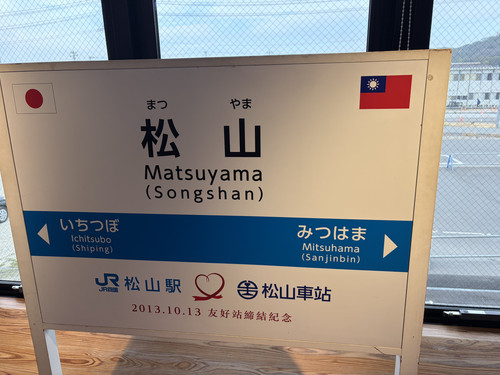 まつ やま
松 山
Matsuyama
(Songshan)
いちつぼ みつはま
Ichitsubo Mitsuhama
(Shiping) (Sanjinbin)
JR 松山駅 松山車站
JR四国
2013.10.13 友好站締結紀念